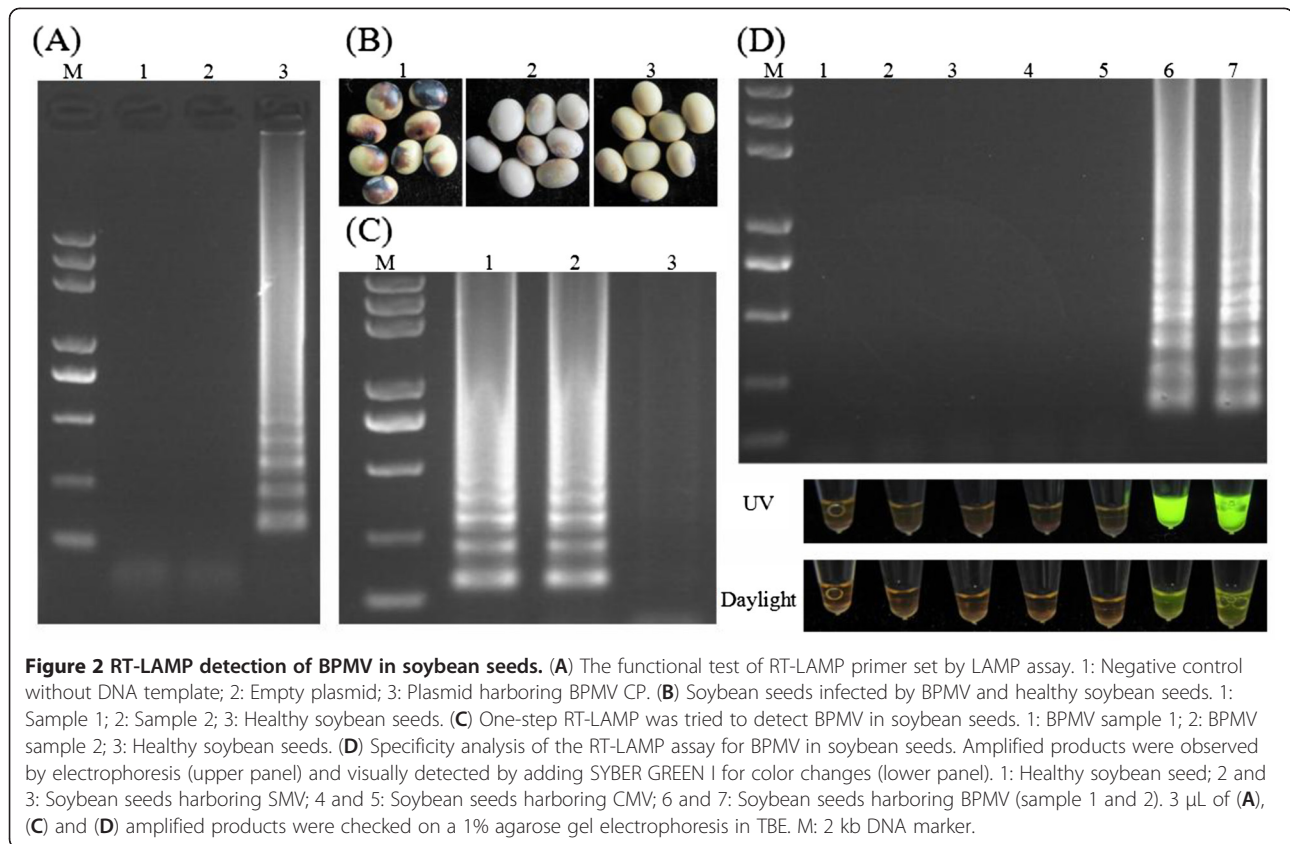 (A)
M 1 2 3
(B)
1 2 3
(C)
M 1 2 3
(D)
M 1 2 3 4 5 6 7
UV
Daylight
Figure 2 RT-LAMP detection of BPMV in soybean seeds. (A) The functional test of RT-LAMP primer set by LAMP assay. 1: Negative control
without DNA template; 2: Empty plasmid; 3: Plasmid harboring BPMV CP. (B) Soybean seeds infected by BPMV and healthy soybean seeds. 1:
Sample 1; 2: Sample 2; 3: Healthy soybean seeds. (C) One-step RT-LAMP was tried to detect BPMV in soybean seeds. 1: BPMV sample 1; 2: BPMV
sample 2; 3: Healthy soybean seeds. (D) Specificity analysis of the RT-LAMP assay for BPMV in soybean seeds. Amplified products were observed
by electrophoresis (upper panel) and visually detected by adding SYBER GREEN I for color changes (lower panel). 1: Healthy soybean seed; 2 and
3: Soybean seeds harboring SMV; 4 and 5: Soybean seeds harboring CMV; 6 and 7: Soybean seeds harboring BPMV (sample 1 and 2). 3 μL of (A),
(C) and (D) amplified products were checked on a 1% agarose gel electrophoresis in TBE. M: 2 kb DNA marker.